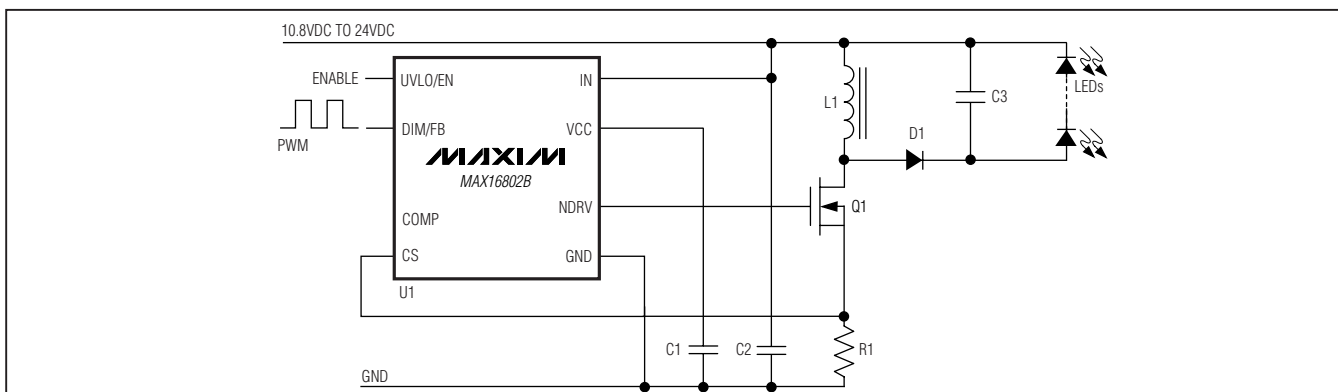 10.8VDC TO 24VDC
ENABLE
UVLO/EN
IN
L1
C3
LEDs
PWM
DIM/FB
VCC
D1
MAXIM
MAX16802B
NDRV
Q1
COMP
CS
GND
U1
C1
C2
R1
GND